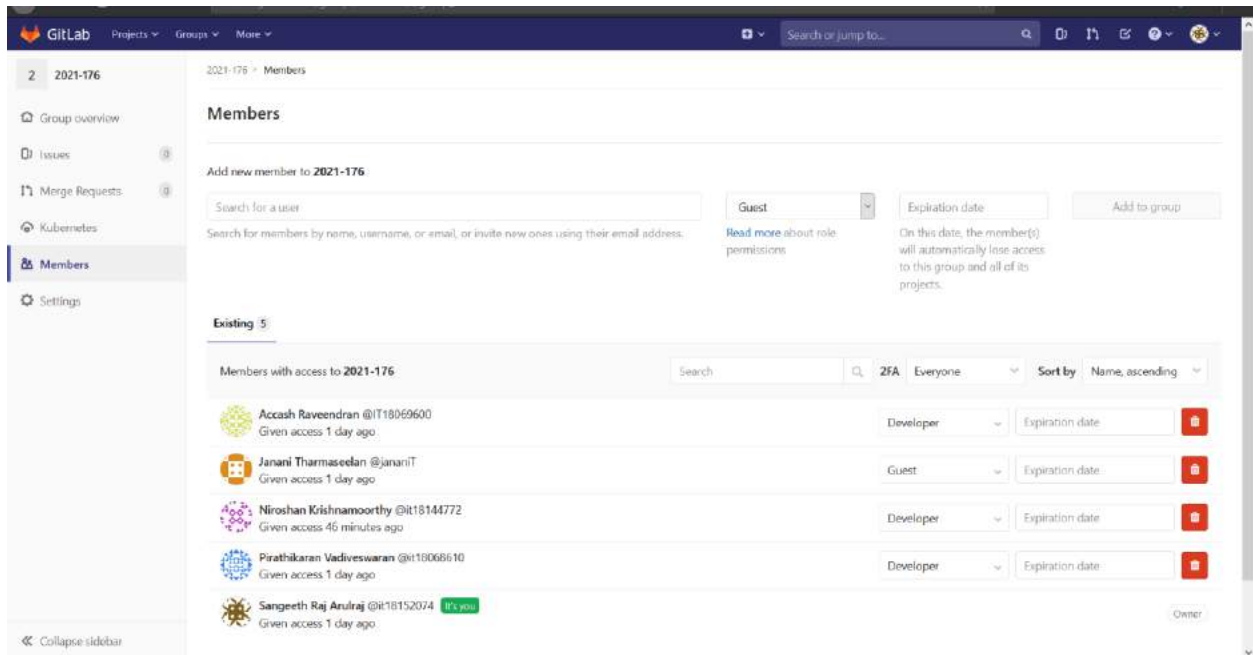 GitLab Projects Groups More Search or jump to...
2 2021-176
Group overview
Issues 0
Merge Requests 0
Kubernetes
Members
Settings
Collapse sidebar
2021-176 > Members
Members
Add new member to 2021-176
Search for a user
Search for members by name, username, or email, or invite new ones using their email address.
Guest
Read more about role
permissions
Expiration date
On this date, the member(s)
will automatically lose access
to this group and all of its
projects.
Add to group
Existing 5
Members with access to 2021-176 Search 2FA Everyone Sort by Name, ascending
Accash Raveendran @IT18069600
Given access 1 day ago
Developer Expiration date
Janani Tharmaseelan @jananiT
Given access 1 day ago
Guest Expiration date
Niroshan Krishnamoorthy @it18144772
Given access 46 minutes ago
Developer Expiration date
Pirathikaran Vadiveswaran @it18068610
Given access 1 day ago
Developer Expiration date
Sangeeth Raj Arulraj @it18152074 It's you
Given access 1 day ago
Owner